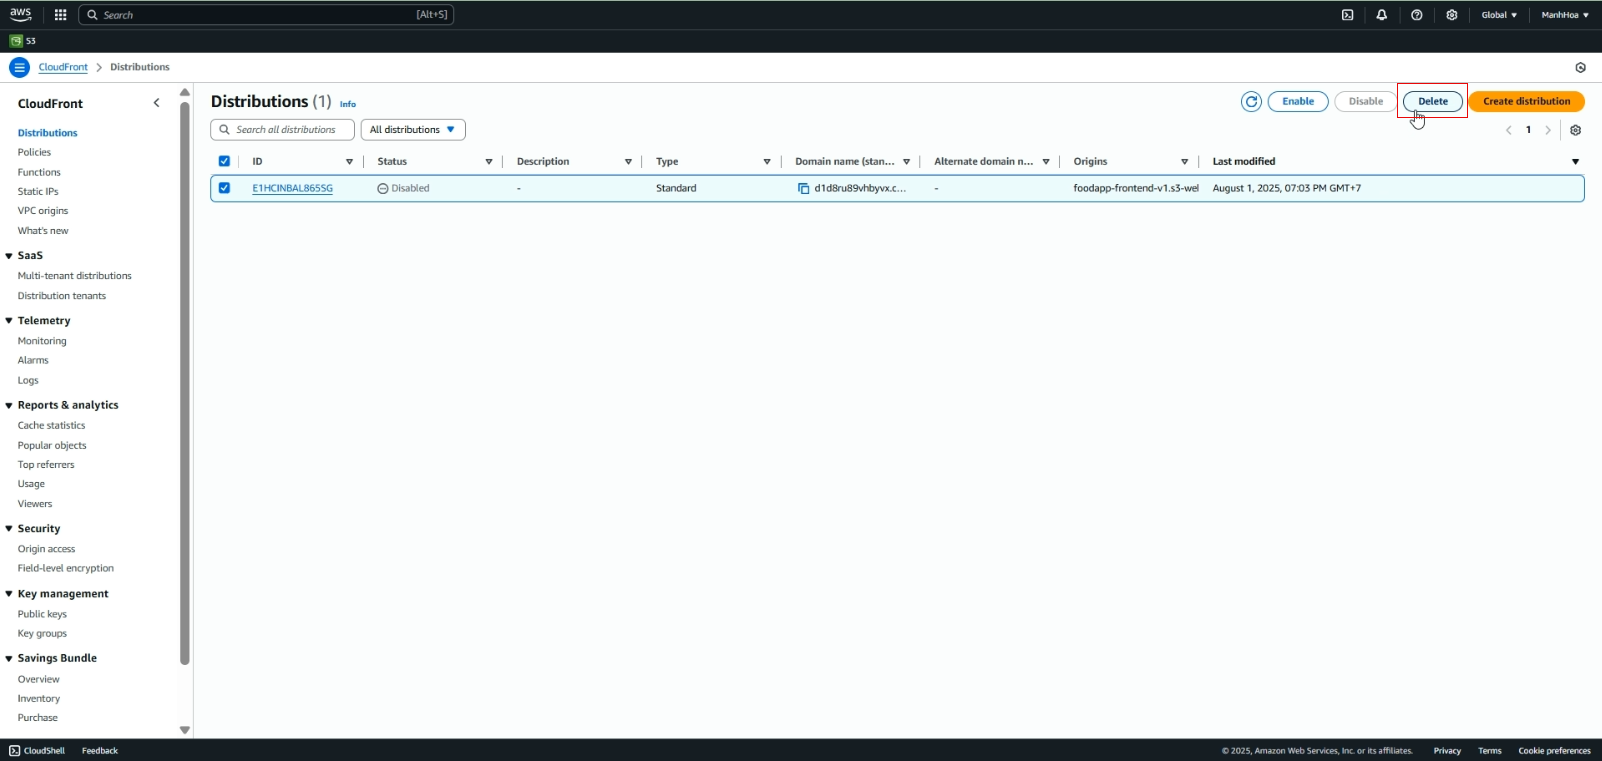 aws Search [Alt+S] Global ▼ ManhHoa ▼
S3
CloudFront > Distributions
CloudFront
Distributions
Policies
Functions
Static IPs
VPC origins
What's new
SaaS
Multi-tenant distributions
Distribution tenants
Telemetry
Monitoring
Alarms
Logs
Reports & analytics
Cache statistics
Popular objects
Top referrers
Usage
Viewers
Security
Origin access
Field-level encryption
Key management
Public keys
Key groups
Savings Bundle
Overview
Inventory
Purchase
Distributions (1) Info
Enable Disable Delete Create distribution
Search all distributions All distributions 1
ID Status Description Type Domain name (stan... Alternate domain n... Origins Last modified
E1HCINBAL865SG Disabled - Standard d1d8ru89vhbyvx.c... - foodapp-frontend-v1.s3-wel August 1, 2025, 07:03 PM GMT+7
CloudShell Feedback © 2025, Amazon Web Services, Inc. or its affiliates. Privacy Terms Cookie preferences